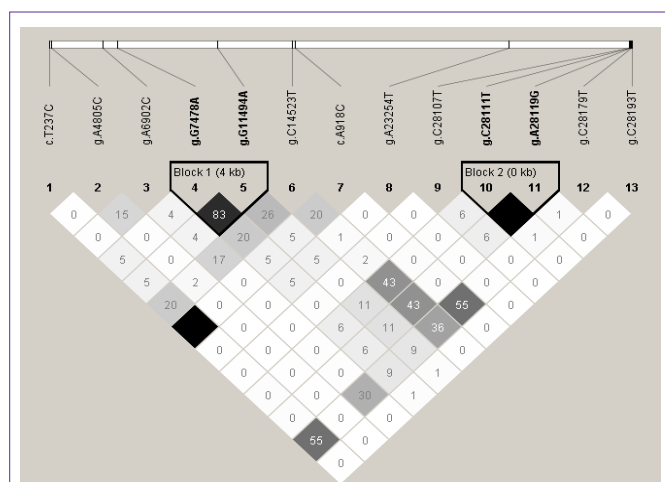 c.T237C
g.A4805C
g.A6902C
g.G7478A
g.G11494A
g.C14523T
c.A918C
g.A23254T
g.C28107T
g.C28111T
g.A28119G
g.C28179T
g.C28193T
Block 1 (4 kb)
Block 2 (0 kb)
1 2 3 4 5 6 7 8 9 10 11 12 13
0 15 4 83 26 20 0 0 6 1 0
0 0 4 20 5 1 0 0 6 1 0
5 0 17 5 5 2 0 0 0 0
5 2 0 5 0 43 0 0 0
20 0 0 0 11 43 55 0
0 0 6 11 36 0
0 0 0 6 9 0
0 0 0 9 1
0 0 30 1
0 0 0
55 0
0